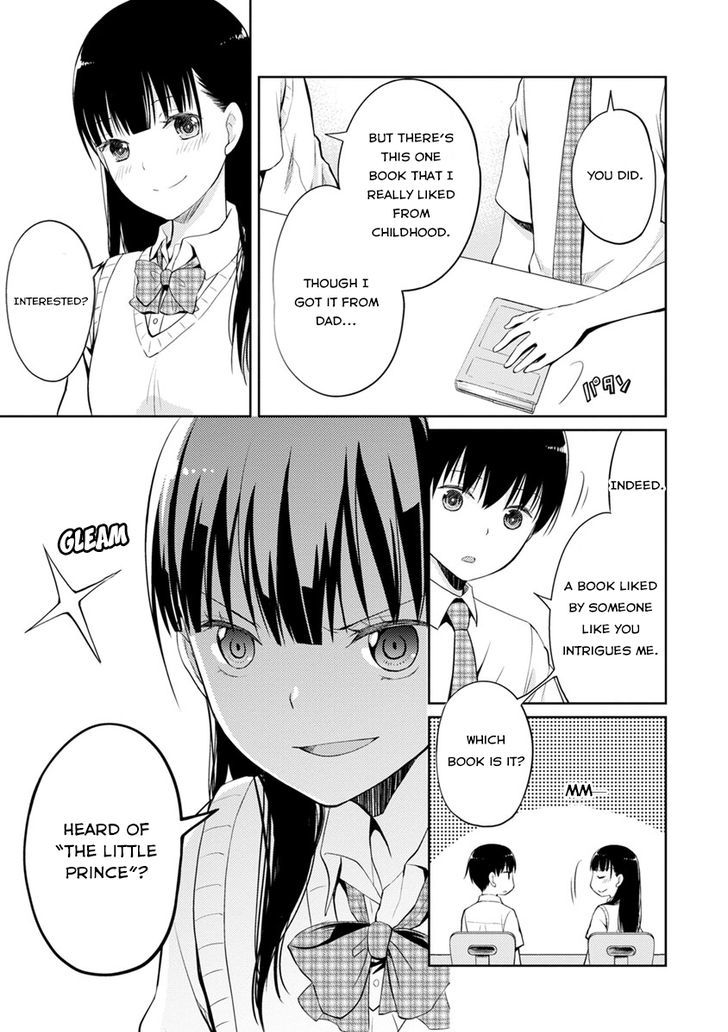 YOU DID.
BUT THERE'S
THIS ONE
BOOK THAT I
REALLY LIKED
FROM
CHILDHOOD.
THOUGH I
GOT IT FROM
DAD...
パタン
INTERESTED?
INDEED.
A BOOK LIKED
BY SOMEONE
LIKE YOU
INTRIGUES ME.
WHICH
BOOK IS IT?
MM—
GLEAM
HEARD OF
“THE LITTLE
PRINCE”?